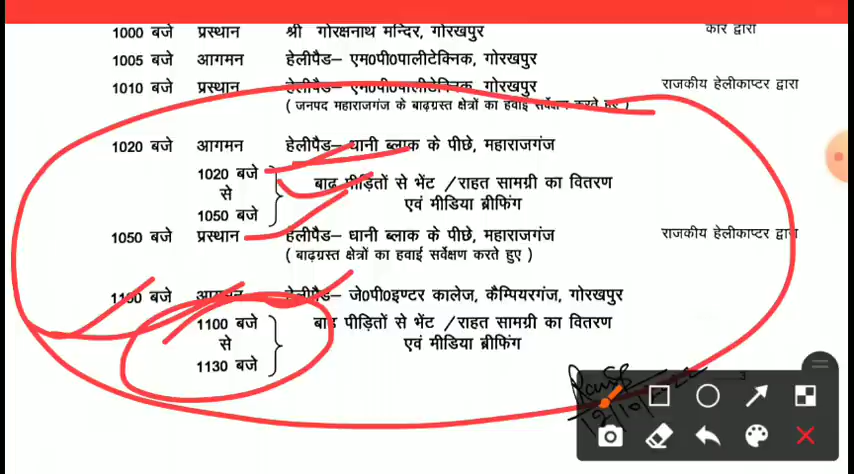 1000 बजे प्रस्थान श्री गोरक्षनाथ मन्दिर, गोरखपुर कार द्वारा
1005 बजे आगमन हेलीपैड– एम0पी0पालीटेक्निक, गोरखपुर
1010 बजे प्रस्थान हेलीपैड– एम0पी0पालीटेक्निक, गोरखपुर राजकीय हेलीकाप्टर द्वारा
( जनपद महाराजगंज के बाढ़ग्रस्त क्षेत्रों का हवाई सर्वेक्षण करते हुए )
1020 बजे आगमन हेलीपैड– धानी ब्लाक के पीछे, महाराजगंज
1020 बजे
से
1050 बजे
बाढ़ पीड़ितों से भेंट /राहत सामग्री का वितरण
एवं मीडिया ब्रीफिंग
1050 बजे प्रस्थान हेलीपैड– धानी ब्लाक के पीछे, महाराजगंज राजकीय हेलीकाप्टर द्वारा
( बाढ़ग्रस्त क्षेत्रों का हवाई सर्वेक्षण करते हुए )
1100 बजे आगमन हेलीपैड– जे0पी0इण्टर कालेज, कैम्पियरगंज, गोरखपुर
1100 बजे
से
1130 बजे
बाढ़ पीड़ितों से भेंट /राहत सामग्री का वितरण
एवं मीडिया ब्रीफिंग